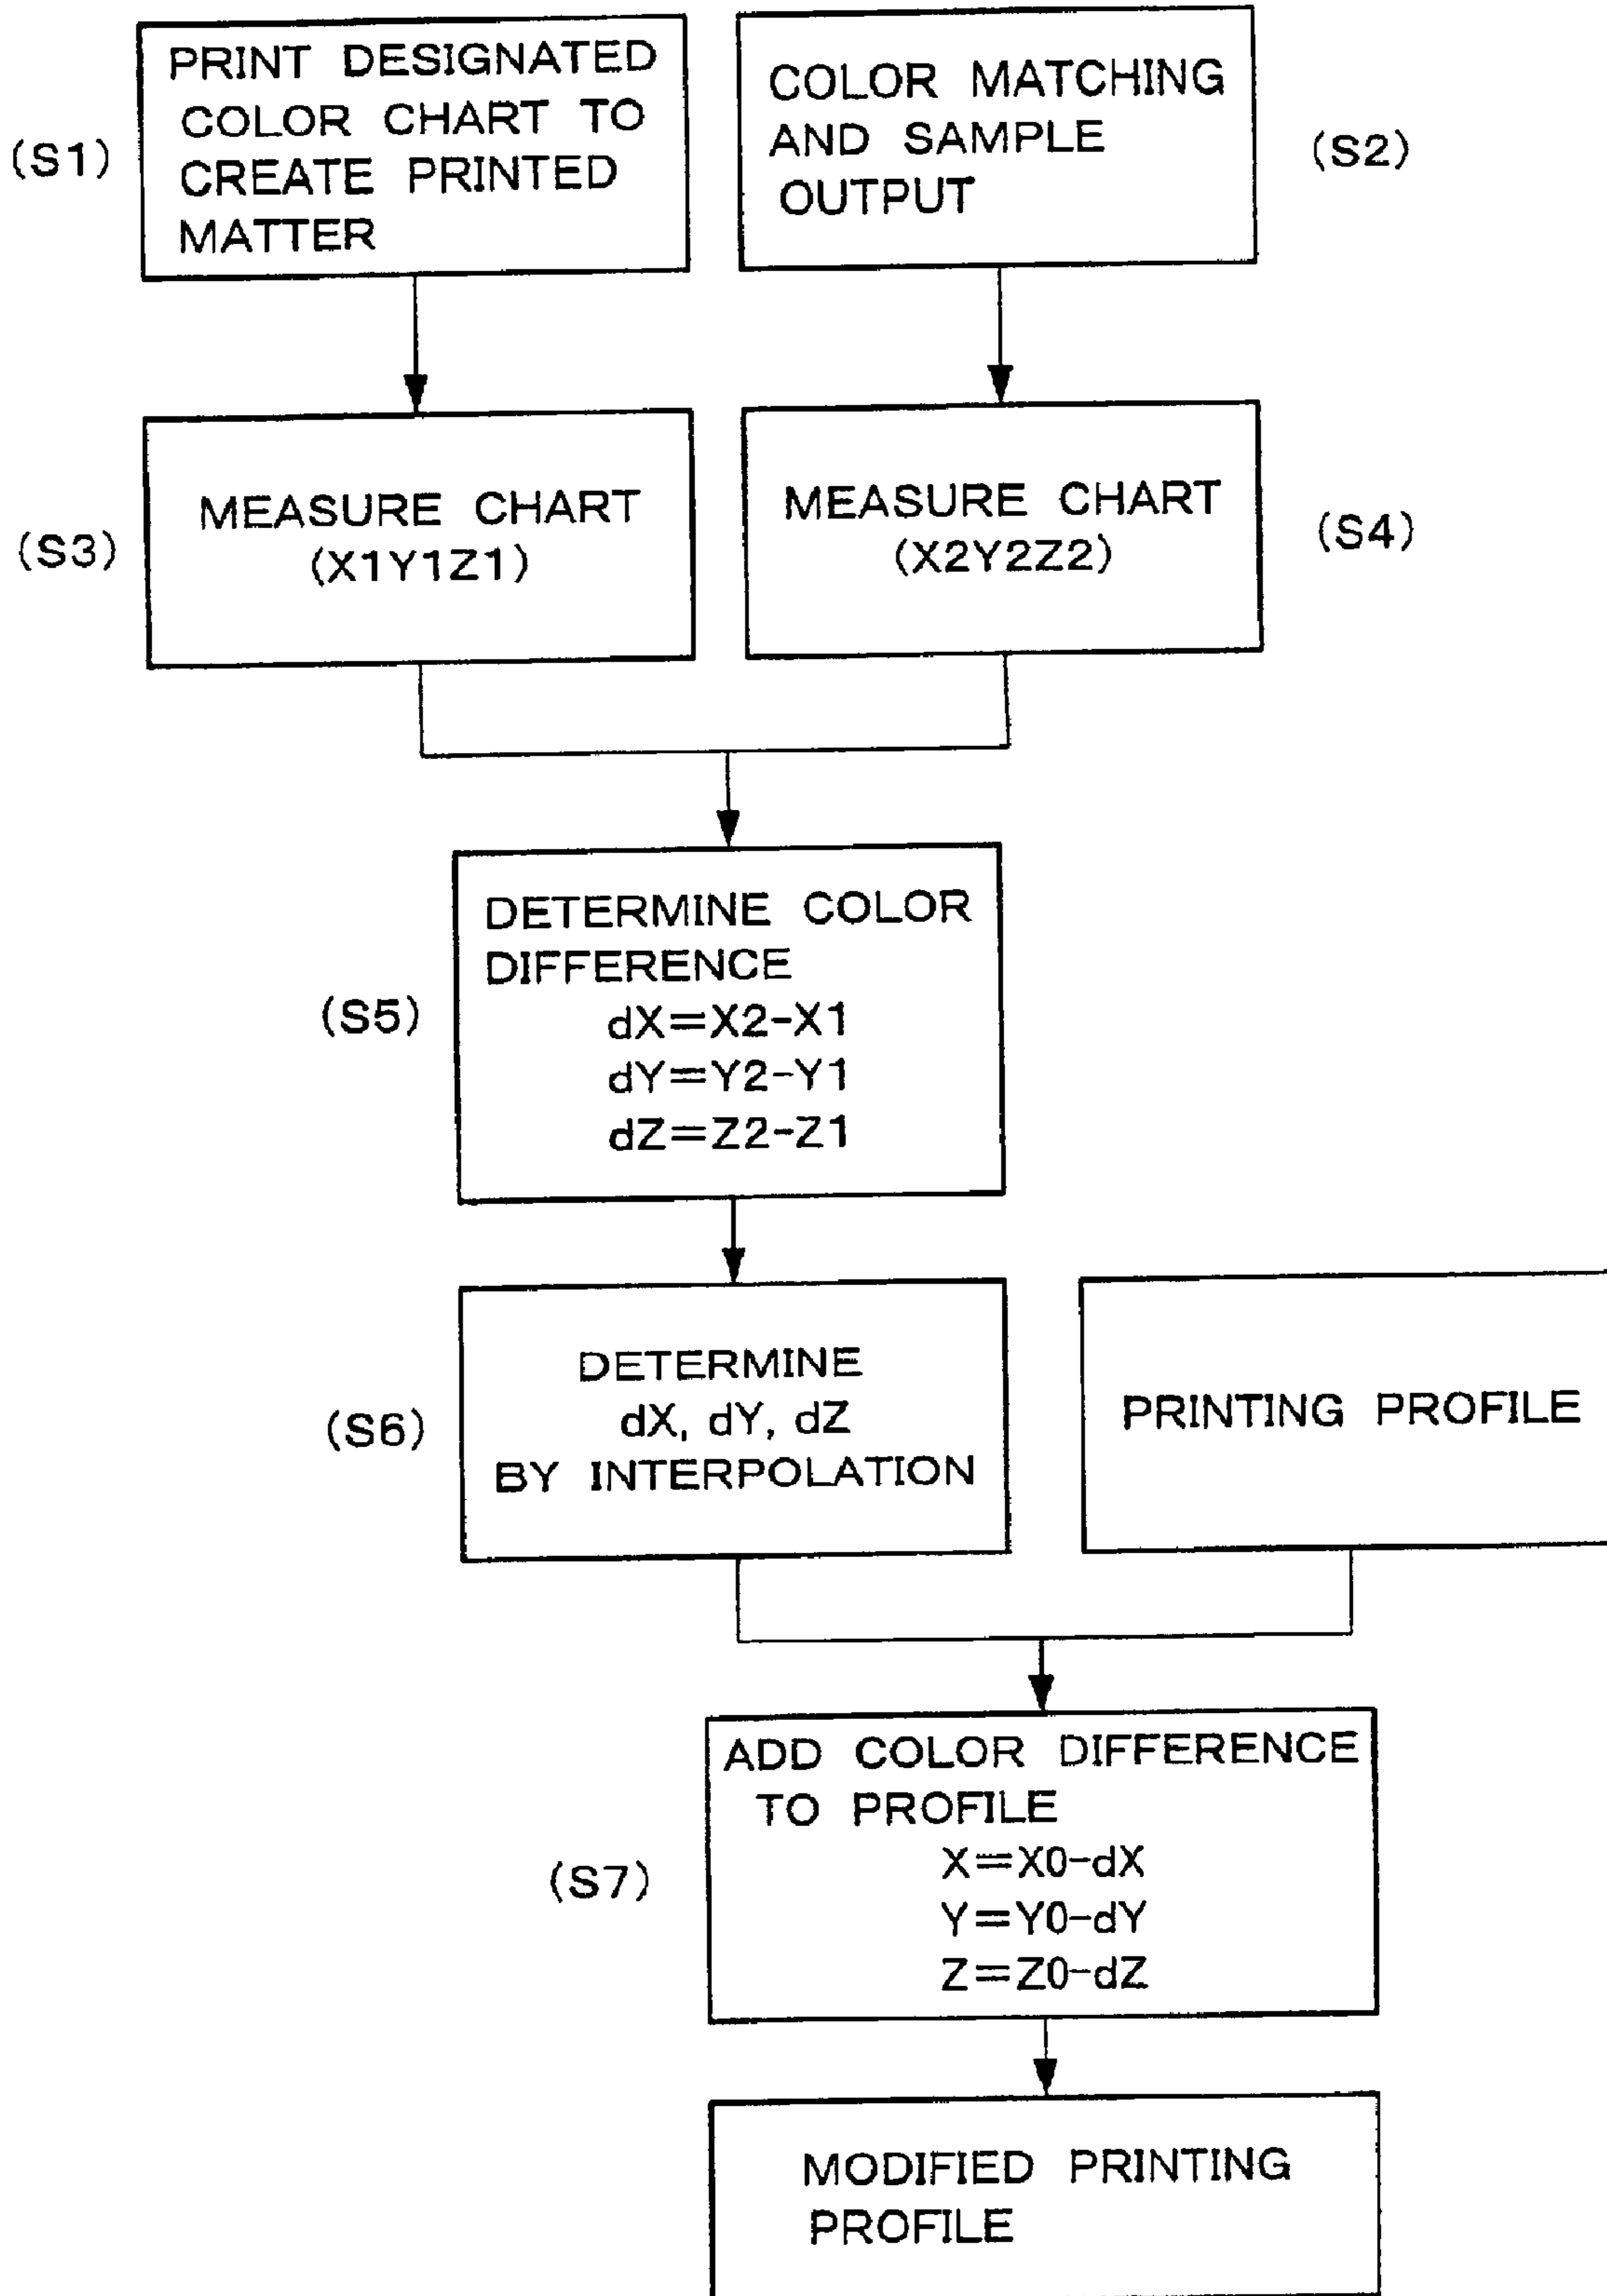 (S1)
PRINT DESIGNATED
COLOR CHART TO
CREATE PRINTED
MATTER
COLOR MATCHING
AND SAMPLE
OUTPUT
(S2)
(S3)
MEASURE CHART
(X1Y1Z1)
MEASURE CHART
(X2Y2Z2)
(S4)
(S5)
DETERMINE COLOR
DIFFERENCE
dX=X2-X1
dY=Y2-Y1
dZ=Z2-Z1
(S6)
DETERMINE
dX, dY, dZ
BY INTERPOLATION
PRINTING PROFILE
(S7)
ADD COLOR DIFFERENCE
TO PROFILE
X=X0-dX
Y=Y0-dY
Z=Z0-dZ
MODIFIED PRINTING
PROFILE